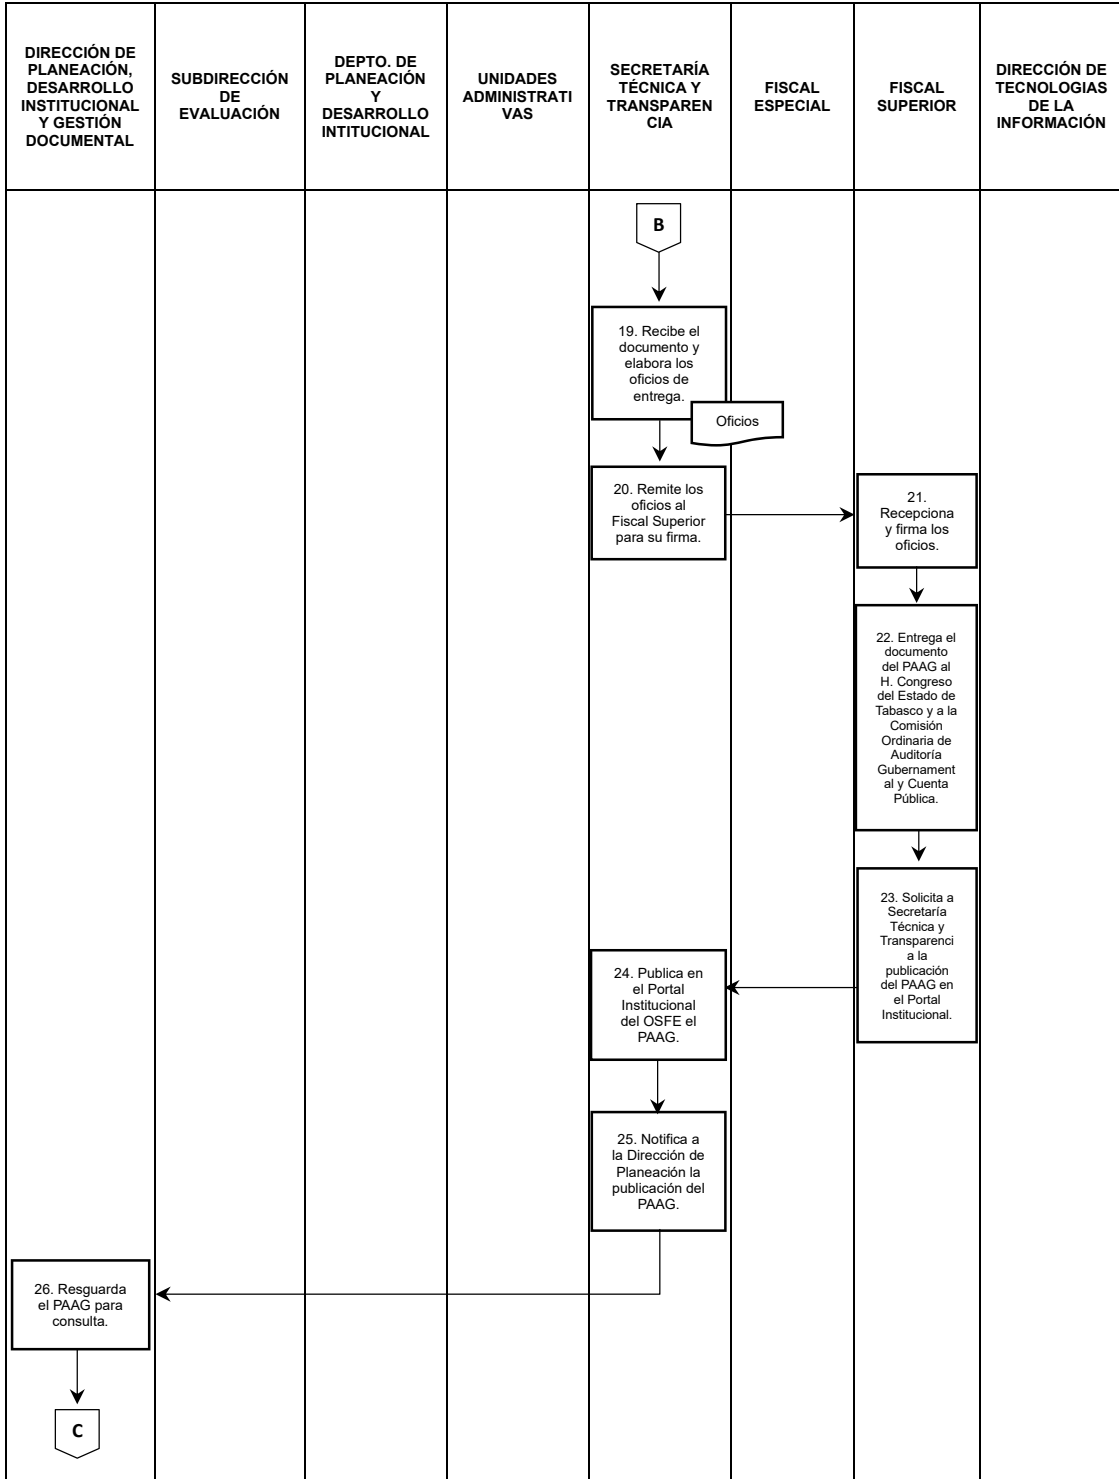 DIRECCIÓN DE
PLANEACIÓN,
DESARROLLO
INSTITUCIONAL
Y GESTIÓN
DOCUMENTAL
SUBDIRECCIÓN
DE
EVALUACIÓN
DEPTO. DE
PLANEACIÓN
Y
DESARROLLO
INTITUCIONAL
UNIDADES
ADMINISTRATI
VAS
SECRETARÍA
TÉCNICA Y
TRANSPAREN
CIA
FISCAL
ESPECIAL
FISCAL
SUPERIOR
DIRECCIÓN DE
TECNOLOGIAS
DE LA
INFORMACIÓN
B
19. Recibe el
documento y
elabora los
oficios de
entrega.
Oficios
20. Remite los
oficios al
Fiscal Superior
para su firma.
21.
Recepciona
y firma los
oficios.
22. Entrega el
documento
del PAAG al
H. Congreso
del Estado de
Tabasco y a la
Comisión
Ordinaria de
Auditoría
Gubernament
al y Cuenta
Pública.
23. Solicita a
Secretaría
Técnica y
Transparenci
a la
publicación
del PAAG en
el Portal
Institucional.
24. Publica en
el Portal
Institucional
del OSFE el
PAAG.
25. Notifica a
la Dirección de
Planeación la
publicación del
PAAG.
26. Resguarda
el PAAG para
consulta.
C